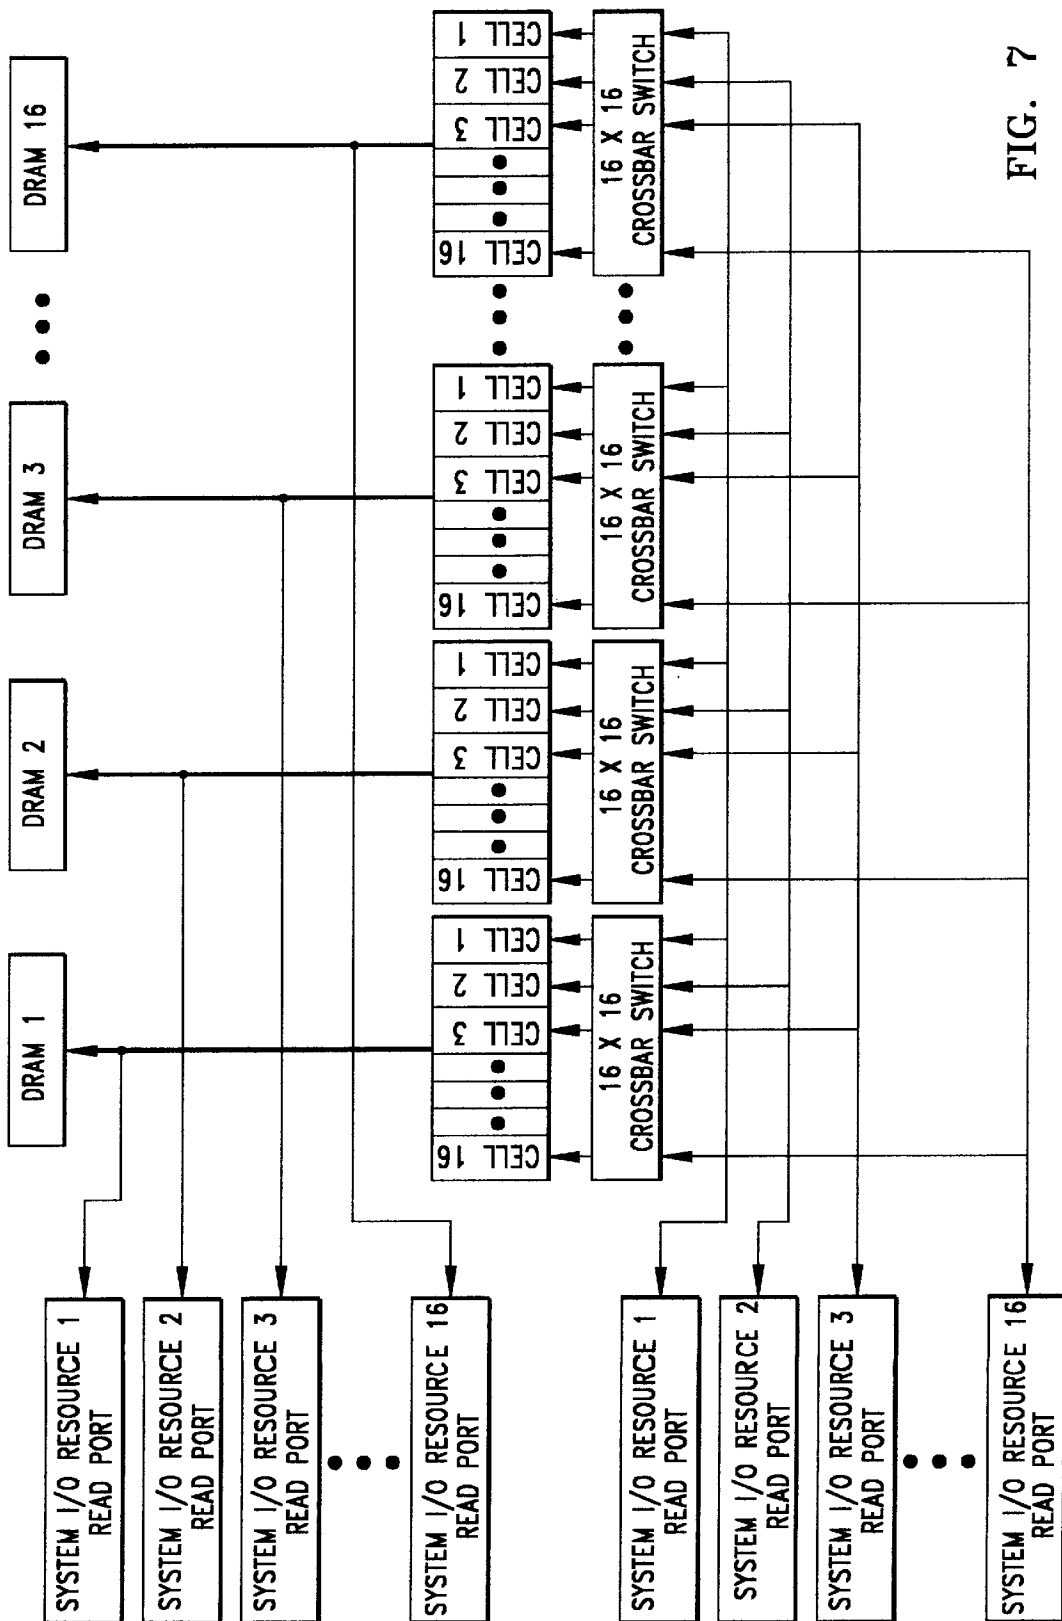 SYSTEM I/O RESOURCE 1
READ PORT
SYSTEM I/O RESOURCE 2
READ PORT
SYSTEM I/O RESOURCE 3
READ PORT
SYSTEM I/O RESOURCE 16
READ PORT
SYSTEM I/O RESOURCE 1
READ PORT
SYSTEM I/O RESOURCE 2
READ PORT
SYSTEM I/O RESOURCE 3
READ PORT
SYSTEM I/O RESOURCE 16
READ PORT
DRAM 1
CELL 16
CELL 3
CELL 2
CELL 1
16 X 16
CROSSBAR SWITCH
DRAM 2
CELL 16
CELL 3
CELL 2
CELL 1
16 X 16
CROSSBAR SWITCH
DRAM 3
CELL 16
CELL 3
CELL 2
CELL 1
16 X 16
CROSSBAR SWITCH
DRAM 16
CELL 16
CELL 3
CELL 2
CELL 1
16 X 16
CROSSBAR SWITCH
FIG. 7